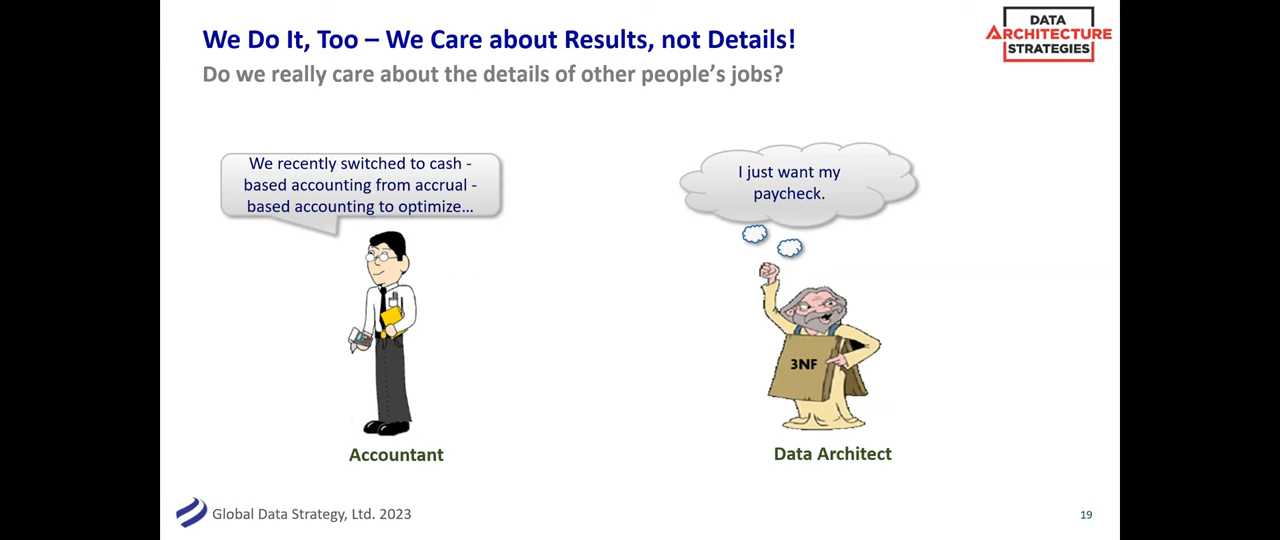 We Do It, Too – We Care about Results, not Details!
Do we really care about the details of other people's jobs?
DATA
ARCHITECTURE
STRATEGIES
We recently switched to cash -
based accounting from accrual -
based accounting to optimize…
I just want my
paycheck.
3NF
Accountant
Data Architect
Global Data Strategy, Ltd. 2023
19